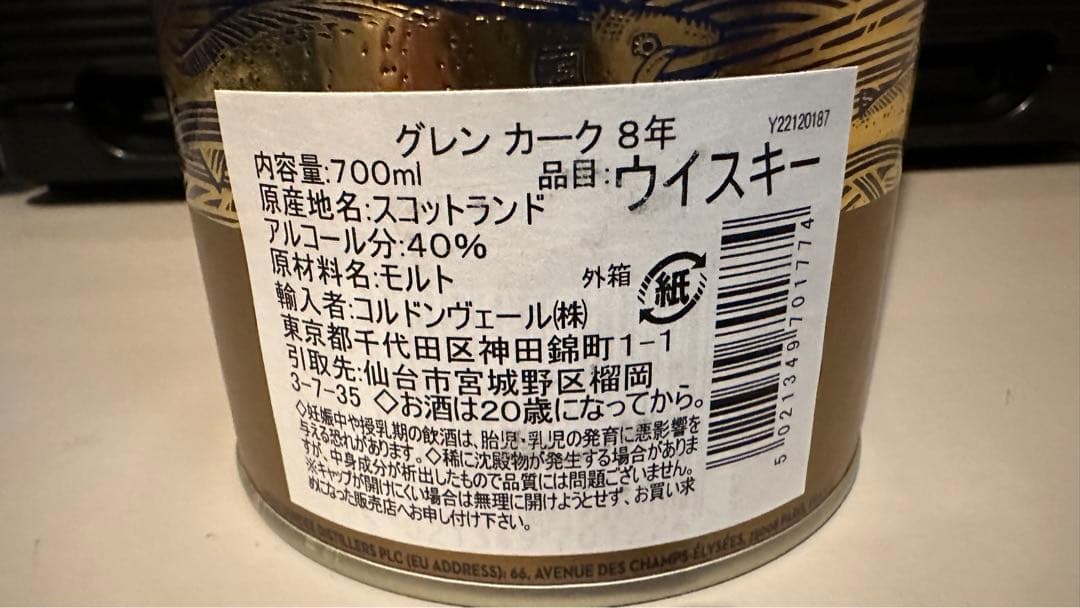 グレン カーク 8年
Y22120187
内容量:700ml 品目:ウイスキー
原産地名:スコットランド
アルコール分:40%
原材料名:モルト
外箱 紙
輸入者:コルドンヴェール㈱
東京都千代田区神田錦町1-1
引取先:仙台市宮城野区榴岡
3-7-35 ◇お酒は20歳になってから。
◇妊娠中や授乳期の飲酒は、胎児・乳児の発育に悪影響を
与える恐れがあります。◇稀に沈殿物が発生する場合がありま
すが、中身成分が析出したもので品質には問題ございません。
※キャップが開けにくい場合は無理に開けようとせず、お買い求
めになった販売店へお申し付け下さい。
5021349701774
DISTILLERS PLC (EU ADDRESS): 66, AVENUE DES CHAMPS-ÉLYSÉES, 75008 PARIS